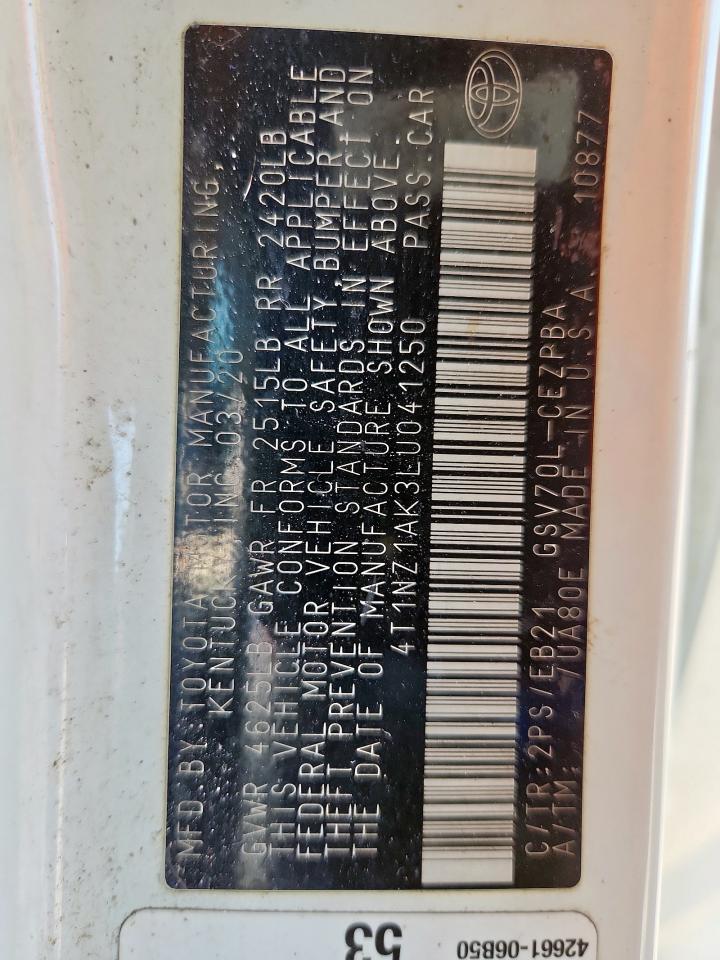 MFD.BY:TOYOTA MOTOR MANUFACTURING,
KENTUCKY,INC. 03/20
GVWR 4625LB GAWR FR 2515LB RR 2420LB
THIS VEHICLE CONFORMS TO ALL APPLICABLE
FEDERAL MOTOR VEHICLE SAFETY,BUMPER,AND
THEFT PREVENTION STANDARDS IN EFFECT ON
THE DATE OF MANUFACTURE SHOWN ABOVE.
4T1NZ1AK3LU041250 PASS.CAR
C/TR:2PS/EB21 GSV70L-CEZPBA
A/TM: /UA80E MADE IN U.S.A. 10877
53
42661-06B50